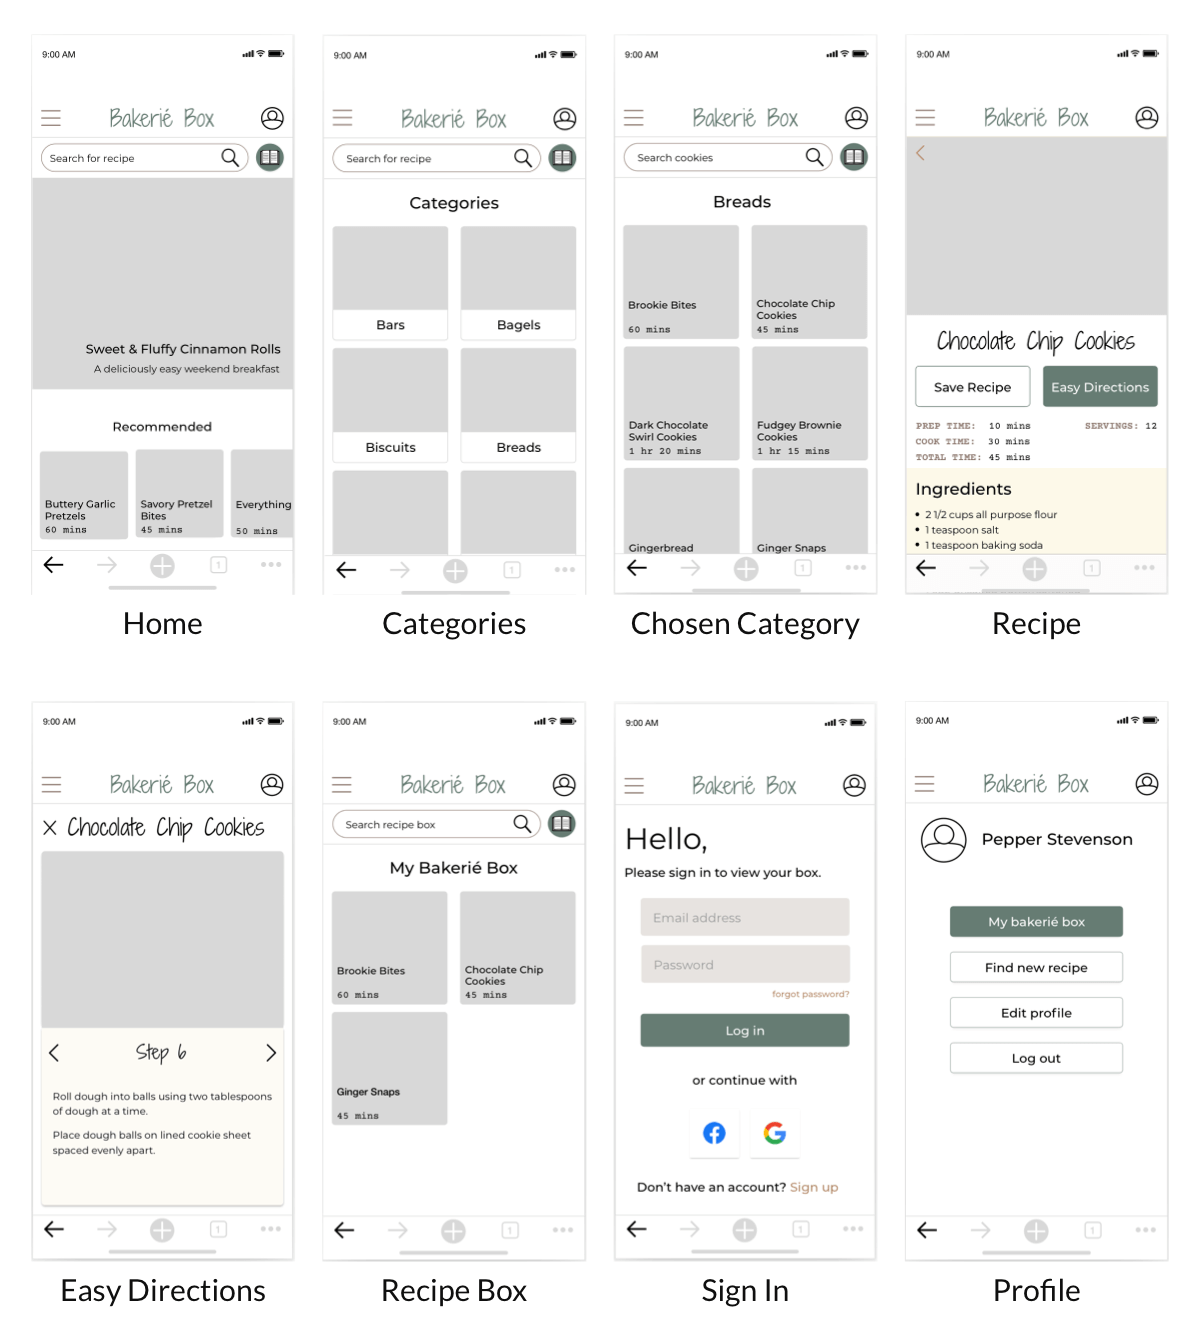 9:00 AM
Bakerié Box
Search for recipe
Sweet & Fluffy Cinnamon Rolls
A deliciously easy weekend breakfast
Recommended
Buttery Garlic
Pretzels
60 mins
Savory Pretzel
Bites
45 mins
Everything
50 mins
1
Home
9:00 AM
Bakerié Box
Search for recipe
Categories
Bars
Bagels
Biscuits
Breads
1
Categories
9:00 AM
Bakerié Box
Search cookies
Breads
Brookie Bites
60 mins
Chocolate Chip
Cookies
45 mins
Dark Chocolate
Swirl Cookies
1 hr 20 mins
Fudgey Brownie
Cookies
1 hr 15 mins
Gingerbread
Ginger Snaps
1
Chosen Category
9:00 AM
Bakerié Box
Chocolate Chip Cookies
Save Recipe
Easy Directions
PREP TIME: 10 mins
SERVINGS: 12
COOK TIME: 30 mins
TOTAL TIME: 45 mins
Ingredients
• 2 1/2 cups all purpose flour
• 1 teaspoon salt
• 1 teaspoon baking soda
1
Recipe
9:00 AM
Bakerié Box
X Chocolate Chip Cookies
Step 6
Roll dough into balls using two tablespoons
of dough at a time.
Place dough balls on lined cookie sheet
spaced evenly apart.
1
Easy Directions
9:00 AM
Bakerié Box
Search recipe box
My Bakerié Box
Brookie Bites
60 mins
Chocolate Chip
Cookies
45 mins
Ginger Snaps
45 mins
1
Recipe Box
9:00 AM
Bakerié Box
Hello,
Please sign in to view your box.
Email address
Password
forgot password?
Log in
or continue with
Don't have an account? Sign up
1
Sign In
9:00 AM
Bakerié Box
Pepper Stevenson
My bakerié box
Find new recipe
Edit profile
Log out
1
Profile